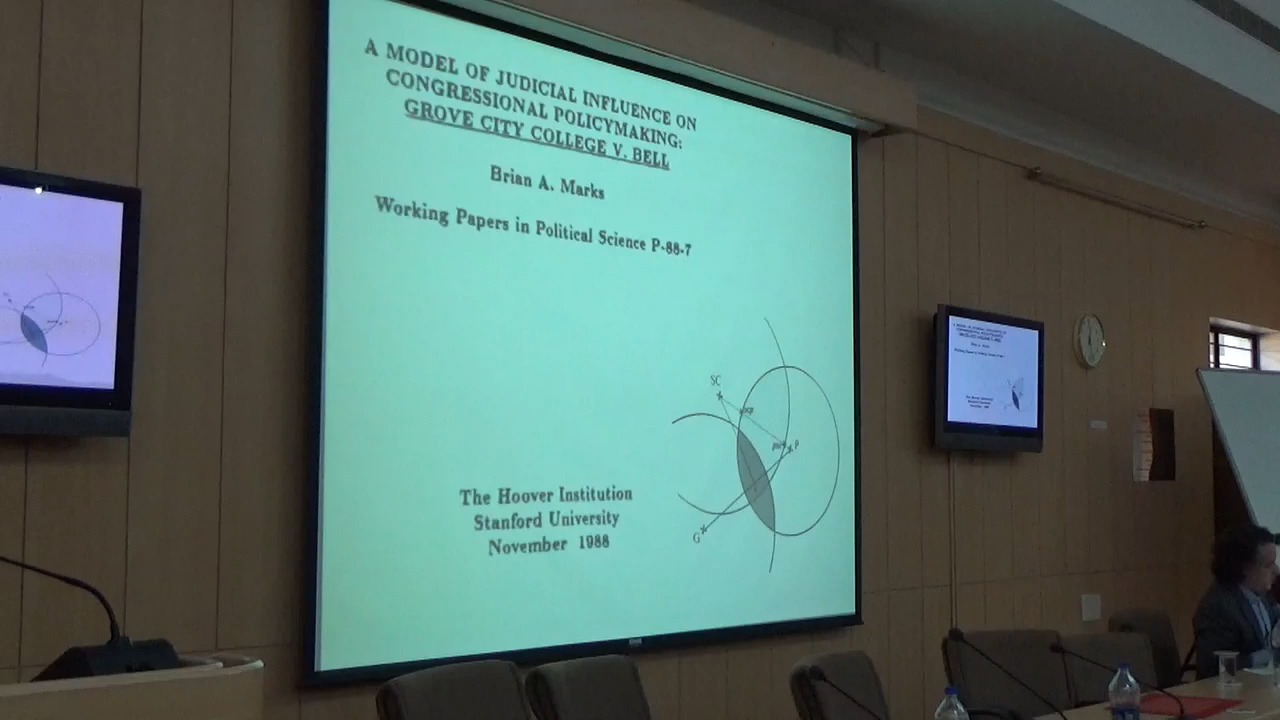 A MODEL OF JUDICIAL INFLUENCE ON
CONGRESSIONAL POLICYMAKING:
GROVE CITY COLLEGE V. BELL
Brian A. Marks
Working Papers in Political Science P-88-7
SC
P
G
The Hoover Institution
Stanford University
November 1988